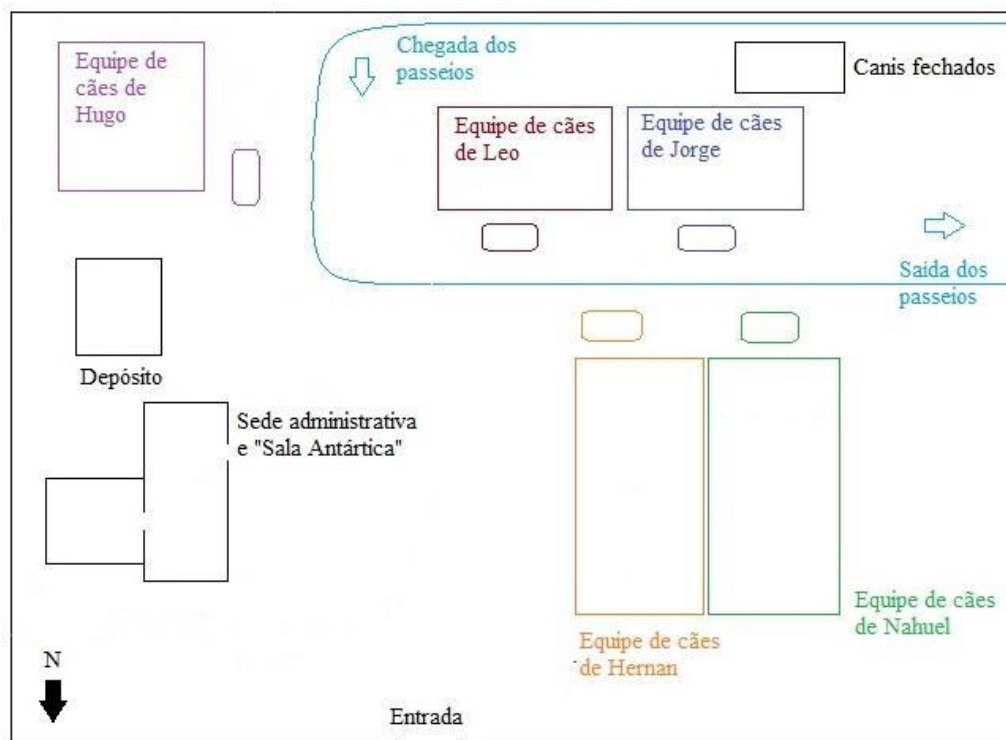 Equipe de
cães de
Hugo
Chegada dos
passeios
Canis fechados
Equipe de cães
de Leo
Equipe de cães
de Jorge
Saida dos
passeios
Depósito
Sede administrativa
e "Sala Antártica"
Equipe de cães
de Nahuel
Equipe de cães
de Hernan
N
Entrada